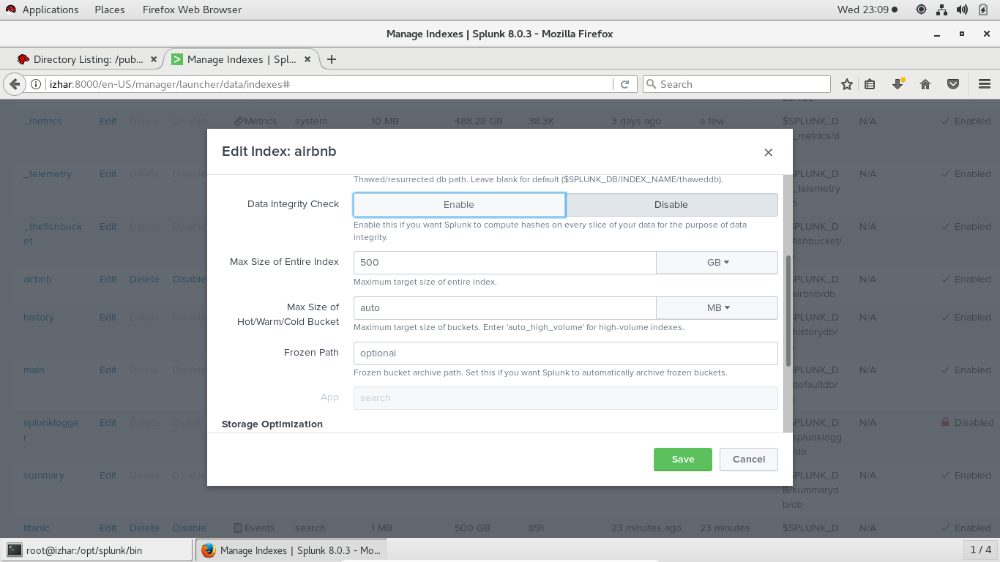 Applications Places Firefox Web Browser Wed 23:09
Manage Indexes | Splunk 8.0.3 - Mozilla Firefox
Directory Listing: /pub... Manage Indexes | Spl...
izhar:8000/en-US/manager/launcher/data/indexes# Search
_metrics Edit Delete Disable Metrics system 10 MB 488.28 GB 38.3K 3 days ago a few $SPLUNK_D N/A Enabled
_metrics/d
Edit Index: airbnb
_telemetry Edit Delete Disable $SPLUNK_D N/A Enabled
_telemetry
Thawed/resurrected db path. Leave blank for default ($SPLUNK_DB/INDEX_NAME/thaweddb).
Data Integrity Check Enable Disable
Enable this if you want Splunk to compute hashes on every slice of your data for the purpose of data
integrity.
_thefishbuck Edit Delete Disable $SPLUNK_D N/A Enabled
et fishbucket/
Max Size of Entire Index 500 GB
Maximum target size of entire index.
airbnb Edit Delete Disable $SPLUNK_D N/A Enabled
airbnb/db
Max Size of
Hot/Warm/Cold Bucket auto MB
Maximum target size of buckets. Enter 'auto_high_volume' for high-volume indexes.
history Edit Delete Disable $SPLUNK_D N/A Enabled
historydb/
Frozen Path optional
Frozen bucket archive path. Set this if you want Splunk to automatically archive frozen buckets.
main Edit Delete Disable $SPLUNK_D N/A Enabled
defaultdb/
App search
Storage Optimization
splunklogge Edit Delete Enable $SPLUNK_D N/A Disabled
r splunklogg
/db
Save Cancel
summary Edit Delete Disable $SPLUNK_D N/A Enabled
B/summaryd
b/db
titanic Edit Delete Disable Events search 1 MB 500 GB 891 23 minutes ago 23 minutes $SPLUNK_D N/A Enabled
root@izhar:/opt/splunk/bin Manage Indexes | Splunk 8.0.3 - Mo... 1 / 4